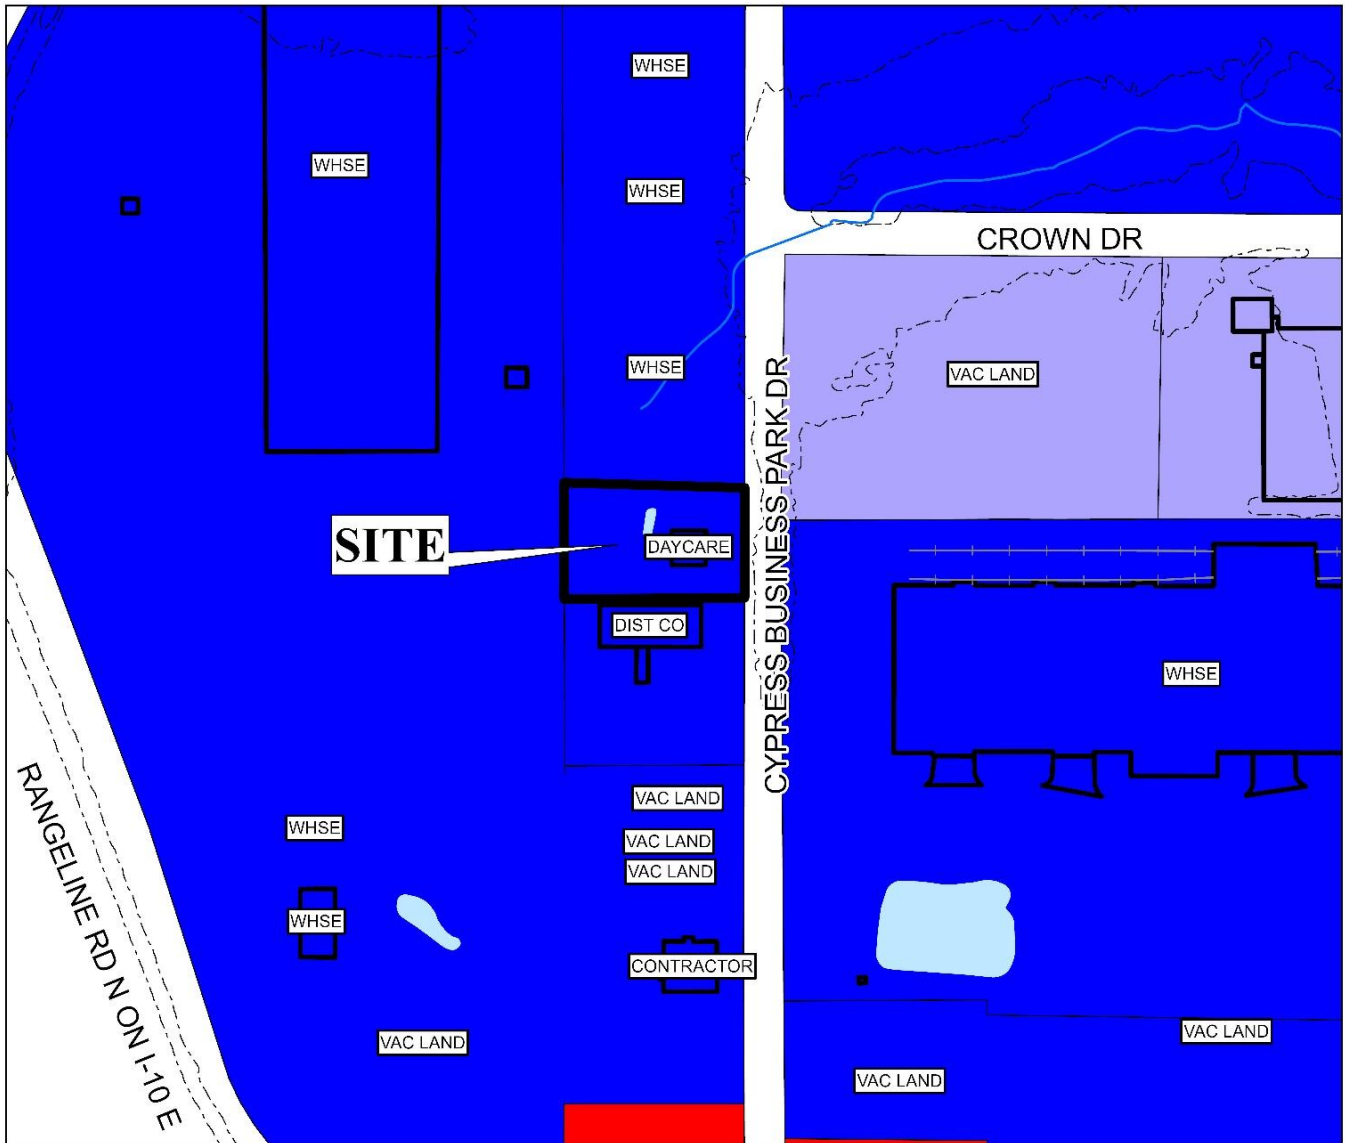 WHSE
WHSE
WHSE
CROWN DR
WHSE
VAC LAND
CYPRESS BUSINESS PARK DR
SITE
DAYCARE
DIST CO
WHSE
RANGELINE RD N ON I-10 E
VAC LAND
WHSE
VAC LAND
VAC LAND
WHSE
CONTRACTOR
VAC LAND
VAC LAND
VAC LAND